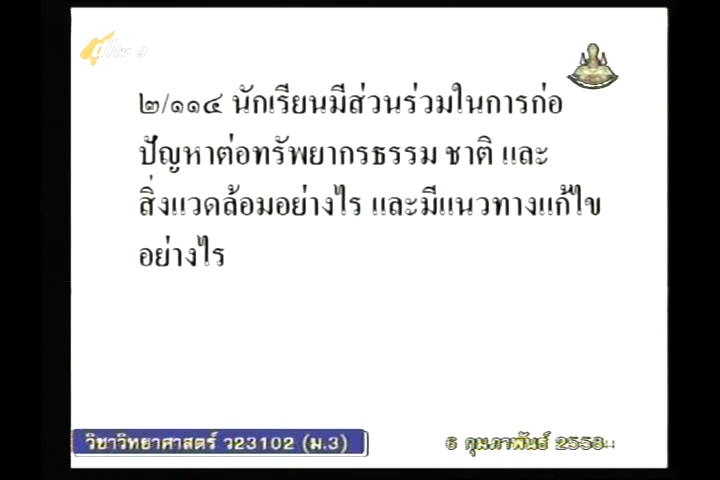 ๒/๑๑๔ นักเรียนมีส่วนร่วมในการก่อ
ปัญหาต่อทรัพยากรธรรม ชาติ และ
สิ่งแวดล้อมอย่างไร และมีแนวทางแก้ไข
อย่างไร
วิชาวิทยาศาสตร์ ว23102 (ม.3)
6 กุมภาพันธ์ 2553